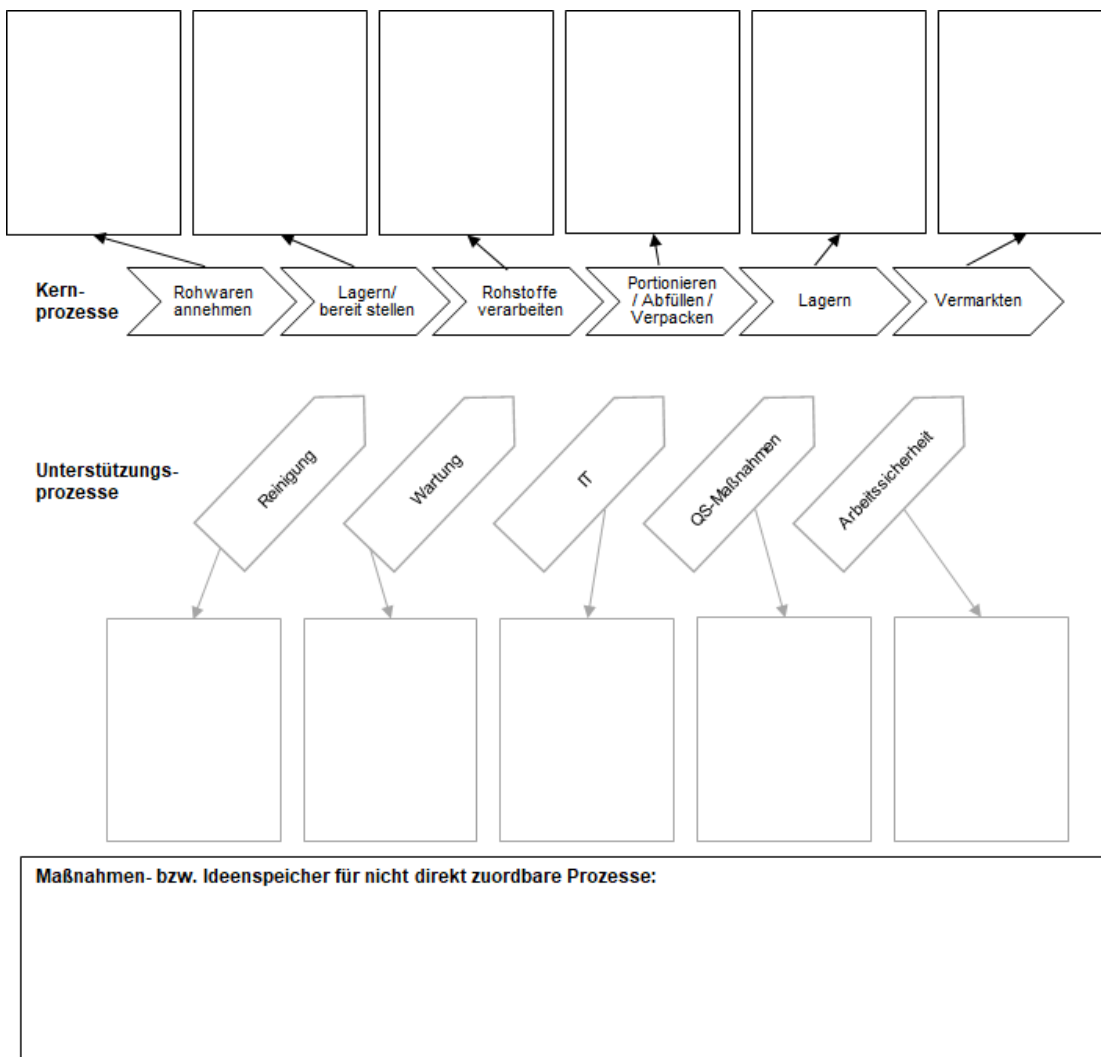 Kern-
prozesse
Rohwaren
annehmen
Lagern/
bereit stellen
Rohstoffe
verarbeiten
Portionieren
/ Abfüllen /
Verpacken
Lagern
Vermarkten
Unterstützungs-
prozesse
Reinigung
Wartung
IT
QS-Maßnahmen
Arbeitssicherheit
Maßnahmen- bzw. Ideenspeicher für nicht direkt zuordbare Prozesse: